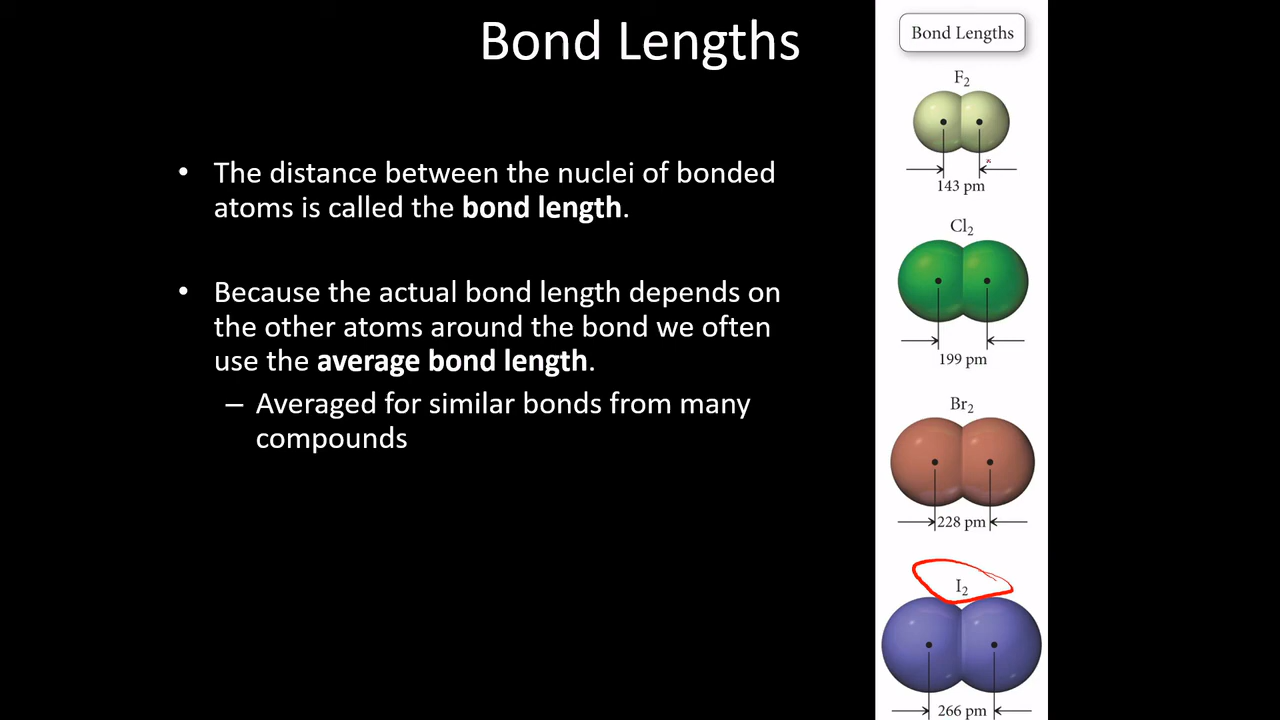 Bond Lengths
• The distance between the nuclei of bonded
atoms is called the bond length.
• Because the actual bond length depends on
the other atoms around the bond we often
use the average bond length.
– Averaged for similar bonds from many
compounds
Bond Lengths
F₂
143 pm
Cl₂
199 pm
Br₂
228 pm
I₂
266 pm